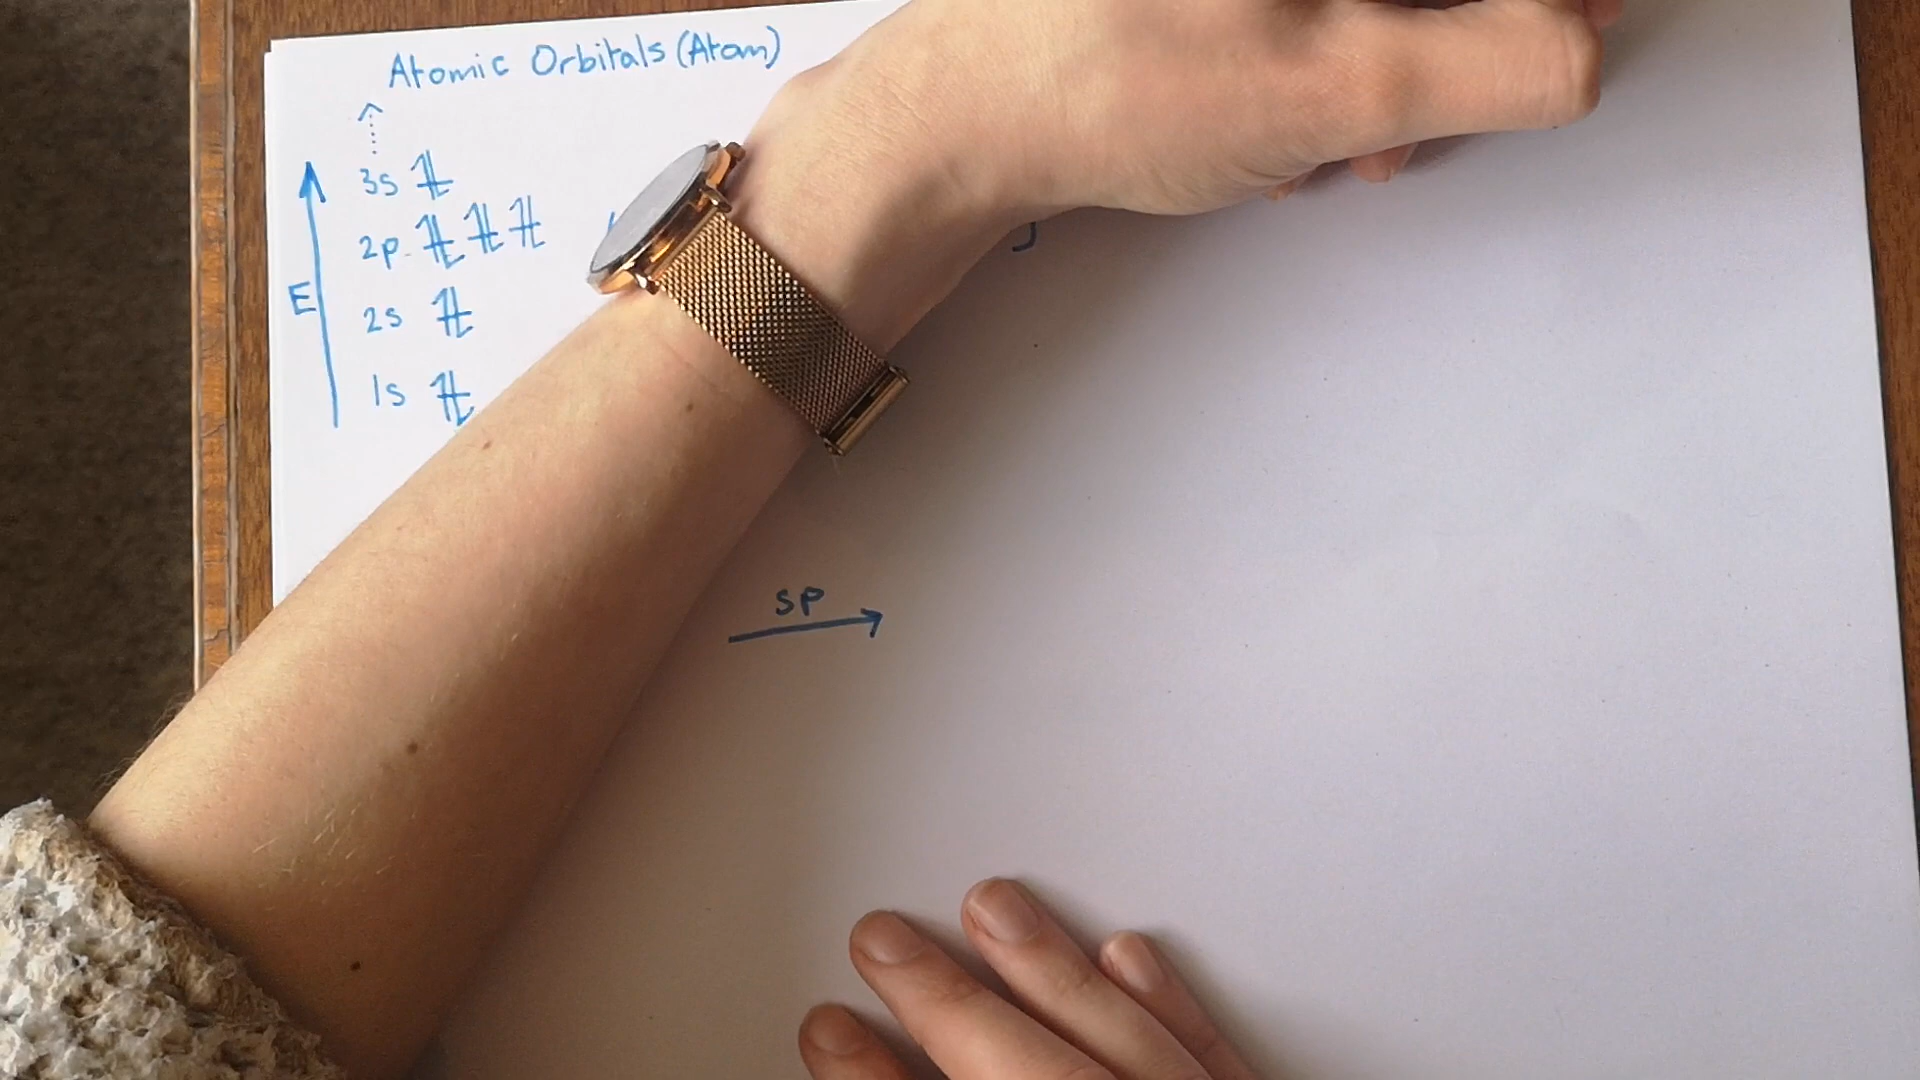 Atomic Orbitals (Atom)
3s
2p
E
2s
1s
sp